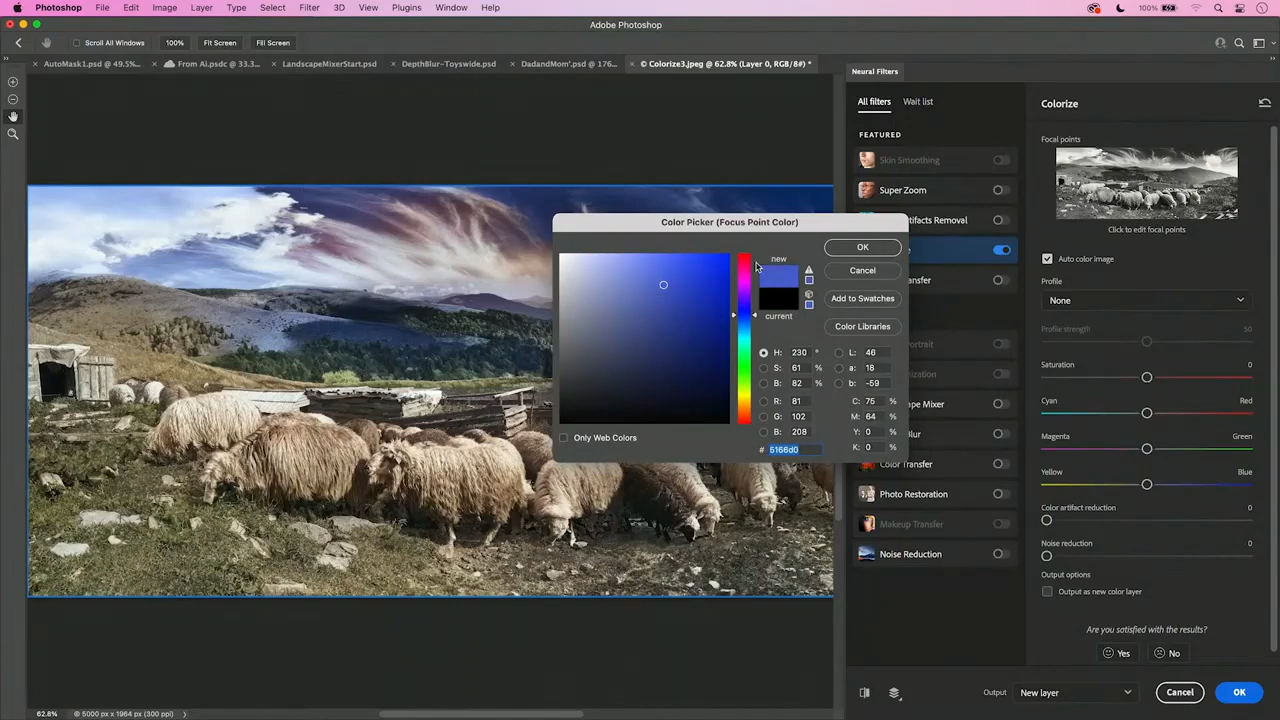 Photoshop File Edit Image Layer Type Select Filter 3D View Plugins Window Help 100%
Adobe Photoshop
Scroll All Windows 100% Fit Screen Fill Screen
AutoMask1.psd @ 49.5%... From Ai.psdc @ 33.3... LandscapeMixerStart.psd DepthBlur-Toyswide.psd DadandMom'.psd @ 176... © Colorize3.jpeg @ 62.8% (Layer 0, RGB/8#) *
Neural Filters
All filters Wait list
FEATURED
Skin Smoothing
Super Zoom
Artifacts Removal
Color Transfer
Photo Restoration
Makeup Transfer
Noise Reduction
Color Picker (Focus Point Color)
new
current
OK
Cancel
Add to Swatches
Color Libraries
H: 230 ° L: 46
S: 61 % a: 18
B: 82 % b: -59
R: 81 C: 75 %
G: 102 M: 64 %
B: 208 Y: 0 %
# 5166d0 K: 0 %
Only Web Colors
Colorize
Focal points
Click to edit focal points
Auto color image
Profile
None
Profile strength 50
Saturation 0
Cyan Red
Magenta Green
Yellow Blue
Color artifact reduction 0
Noise reduction 0
Output options
Output as new color layer
Are you satisfied with the results?
Yes No
Output New layer Cancel OK
62.8% © 5000 px x 1964 px (300 ppi)